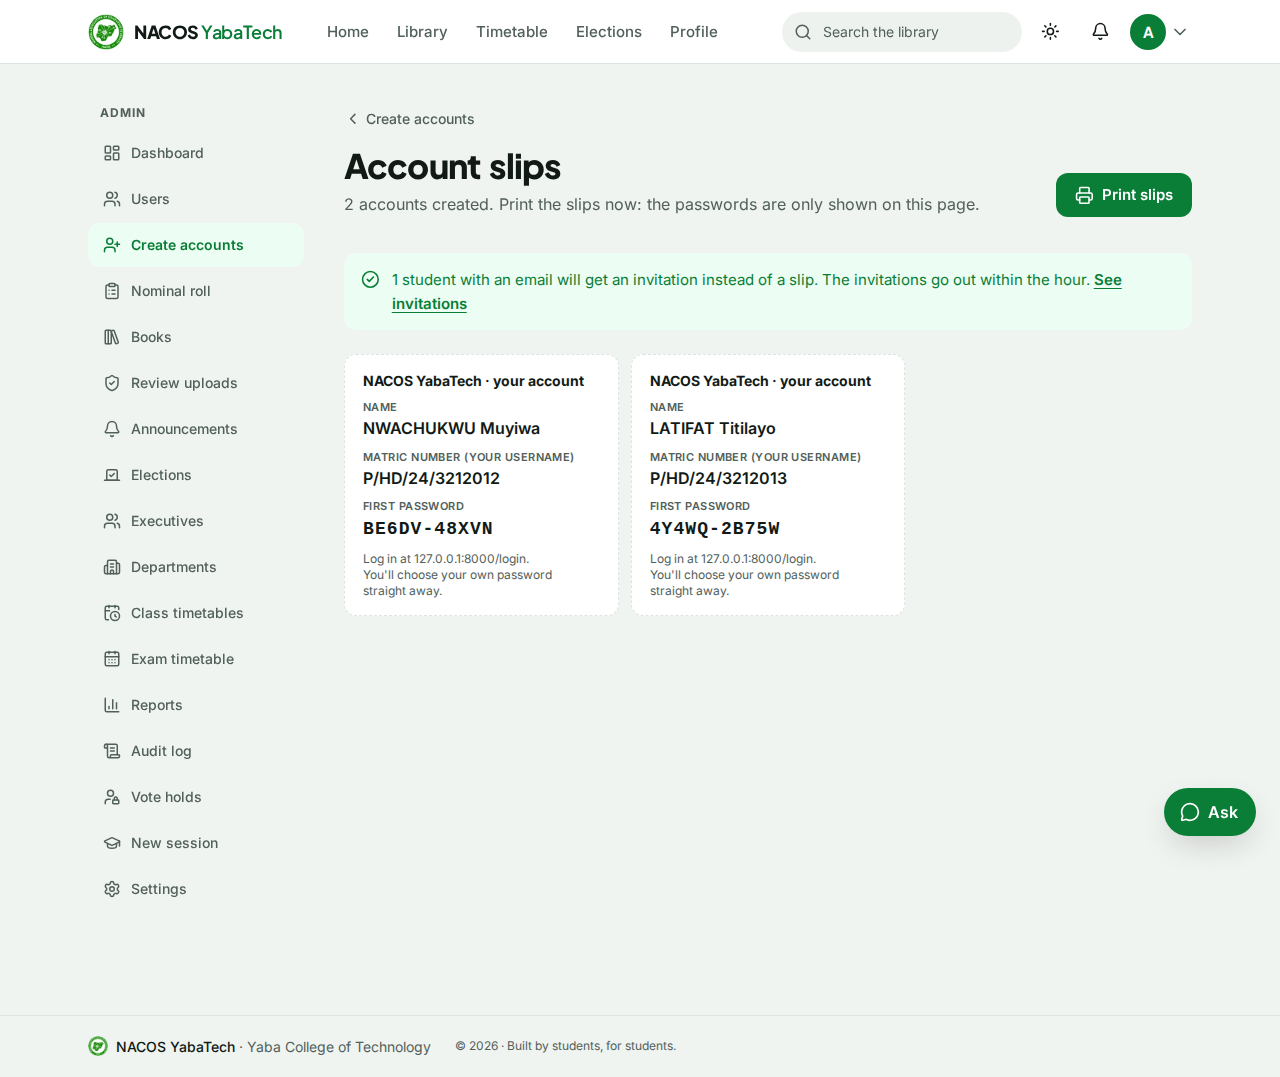 NACOS YabaTech
Home
Library
Timetable
Elections
Profile
Search the library
A
ADMIN
Dashboard
Users
Create accounts
Nominal roll
Books
Review uploads
Announcements
Elections
Executives
Departments
Class timetables
Exam timetable
Reports
Audit log
Vote holds
New session
Settings
Create accounts
Account slips
2 accounts created. Print the slips now: the passwords are only shown on this page.
Print slips
1 student with an email will get an invitation instead of a slip. The invitations go out within the hour. See
invitations
NACOS YabaTech · your account
NAME
NWACHUKWU Muyiwa
MATRIC NUMBER (YOUR USERNAME)
P/HD/24/3212012
FIRST PASSWORD
BE6DV-48XVN
Log in at 127.0.0.1:8000/login.
You'll choose your own password
straight away.
NACOS YabaTech · your account
NAME
LATIFAT Titilayo
MATRIC NUMBER (YOUR USERNAME)
P/HD/24/3212013
FIRST PASSWORD
4Y4WQ-2B75W
Log in at 127.0.0.1:8000/login.
You'll choose your own password
straight away.
Ask
NACOS YabaTech · Yaba College of Technology
© 2026 · Built by students, for students.